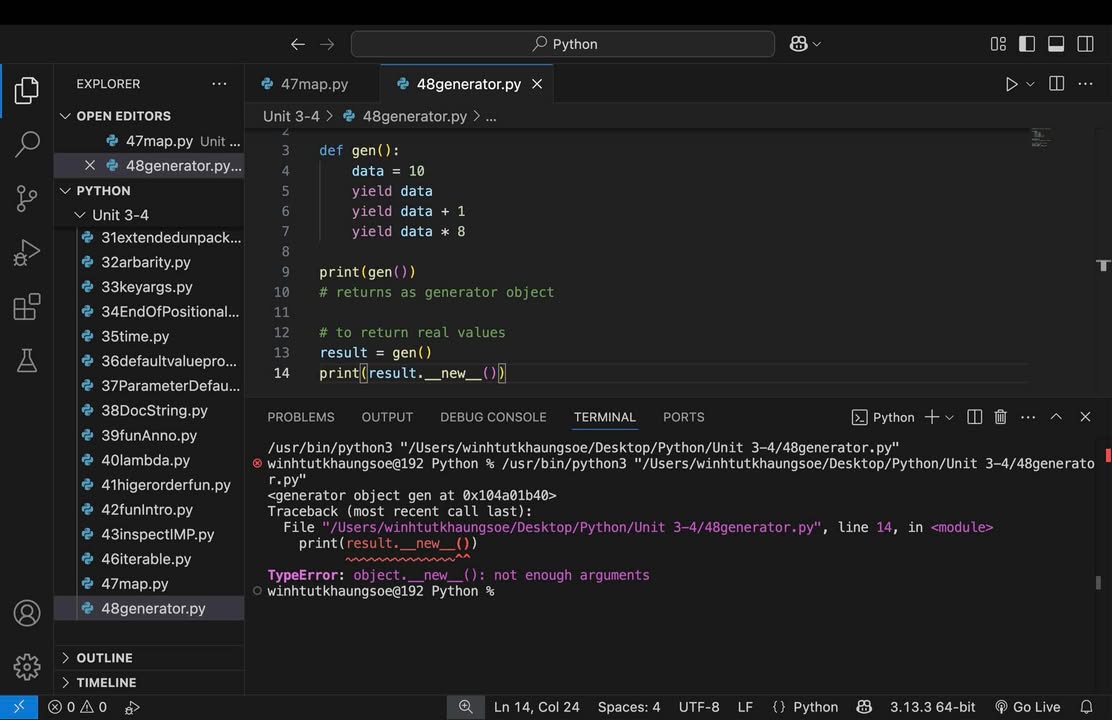 Python
EXPLORER
47map.py
48generator.py
OPEN EDITORS
47map.py Unit ...
48generator.py...
PYTHON
Unit 3-4
31extendedunpack...
32arbarity.py
33keyargs.py
34EndOfPositional...
35time.py
36defaultvaluepro...
37ParameterDefau...
38DocString.py
39funAnno.py
40lambda.py
41higerorderfun.py
42funIntro.py
43inspectIMP.py
46iterable.py
47map.py
48generator.py
OUTLINE
TIMELINE
Unit 3-4 > 48generator.py > ...
2
3 def gen():
4     data = 10
5     yield data
6     yield data + 1
7     yield data * 8
8
9 print(gen())
10 # returns as generator object
11
12 # to return real values
13 result = gen()
14 print(result.__new__())
PROBLEMS OUTPUT DEBUG CONSOLE TERMINAL PORTS
Python
/usr/bin/python3 "/Users/winhtutkhaungsoe/Desktop/Python/Unit 3-4/48generator.py"
winhtutkhaungsoe@192 Python % /usr/bin/python3 "/Users/winhtutkhaungsoe/Desktop/Python/Unit 3-4/48generato
r.py"
<generator object gen at 0x104a01b40>
Traceback (most recent call last):
  File "/Users/winhtutkhaungsoe/Desktop/Python/Unit 3-4/48generator.py", line 14, in <module>
    print(result.__new__())
          ~~~~~~~~~~~~~~^^
TypeError: object.__new__(): not enough arguments
winhtutkhaungsoe@192 Python %
0 0 Ln 14, Col 24 Spaces: 4 UTF-8 LF {} Python 3.13.3 64-bit Go Live